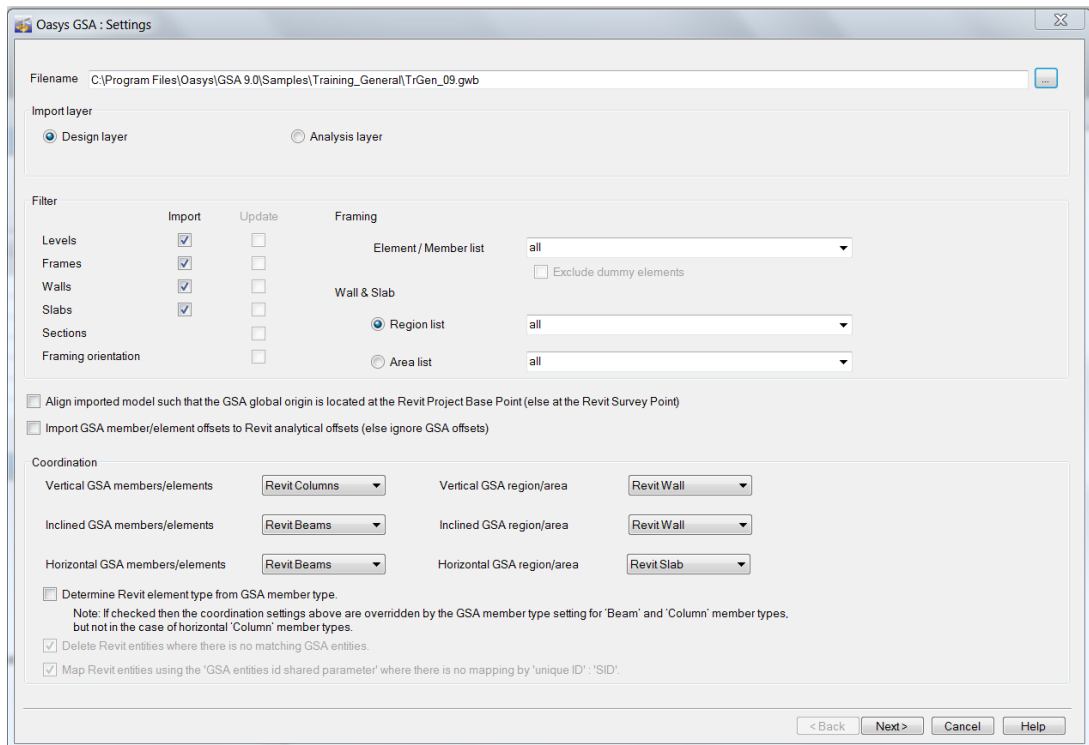 Oasys GSA : Settings
Filename C:\Program Files\Oasys\GSA 9.0\Samples\Training_General\TrGen_09.gwb ...
Import layer
Design layer Analysis layer
Filter
Import Update Framing
Levels Element / Member list all
Frames Exclude dummy elements
Walls Wall & Slab
Slabs Region list all
Sections
Framing orientation Area list all
Align imported model such that the GSA global origin is located at the Revit Project Base Point (else at the Revit Survey Point)
Import GSA member/element offsets to Revit analytical offsets (else ignore GSA offsets)
Coordination
Vertical GSA members/elements Revit Columns Vertical GSA region/area Revit Wall
Inclined GSA members/elements Revit Beams Inclined GSA region/area Revit Wall
Horizontal GSA members/elements Revit Beams Horizontal GSA region/area Revit Slab
Determine Revit element type from GSA member type.
Note: If checked then the coordination settings above are overridden by the GSA member type setting for 'Beam' and 'Column' member types,
but not in the case of horizontal 'Column' member types.
Delete Revit entities where there is no matching GSA entities.
Map Revit entities using the 'GSA entities id shared parameter' where there is no mapping by 'unique ID' : 'SID'.
< Back Next > Cancel Help